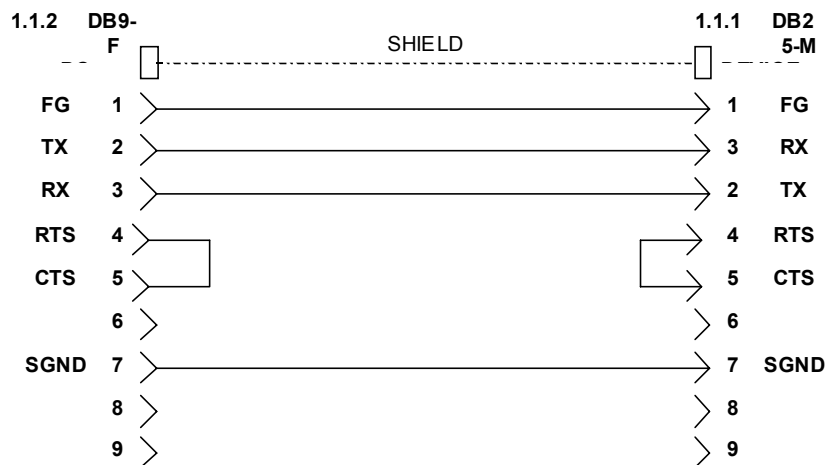 1.1.2 DB9-F
1.1.1 DB25-M
SHIELD
FG 1 1 FG
TX 2 3 RX
RX 3 2 TX
RTS 4 4 RTS
CTS 5 5 CTS
6 6
SGND 7 7 SGND
8 8
9 9